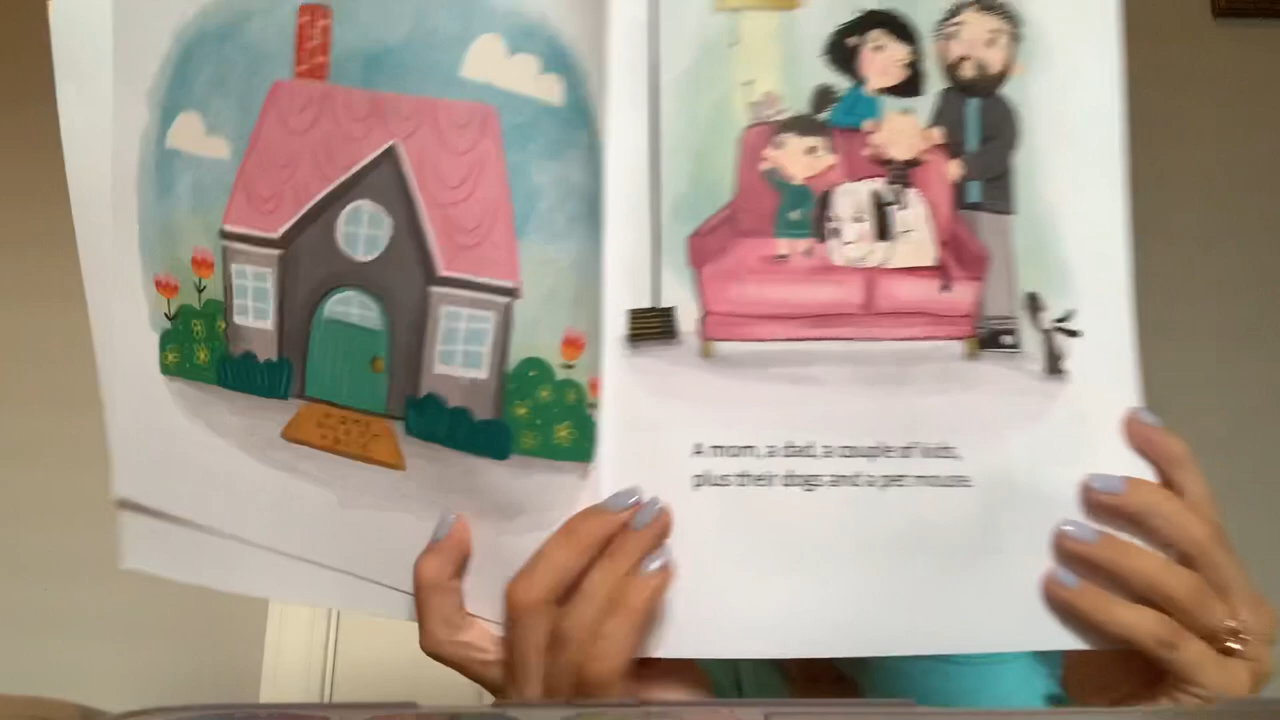 A mom, a dad, a couple of kids,
plus their dogs and a pet mouse.